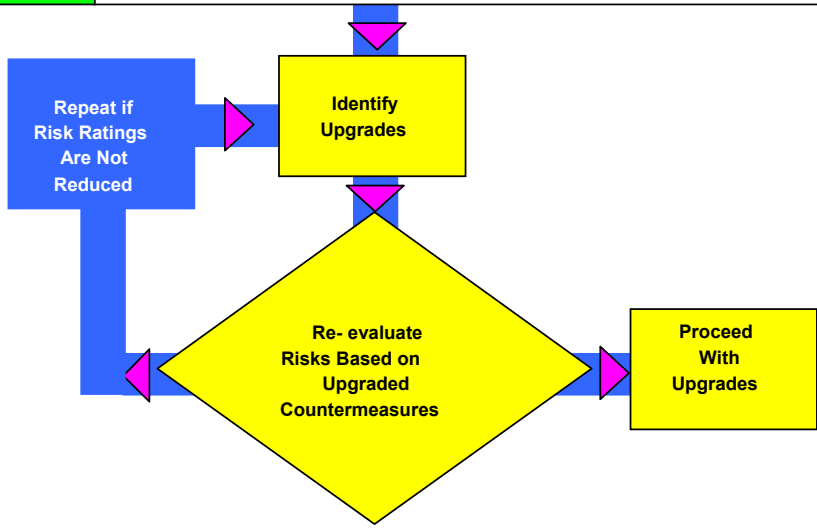 Repeat if
Risk Ratings
Are Not
Reduced
Identify
Upgrades
Re- evaluate
Risks Based on
Upgraded
Countermeasures
Proceed
With
Upgrades